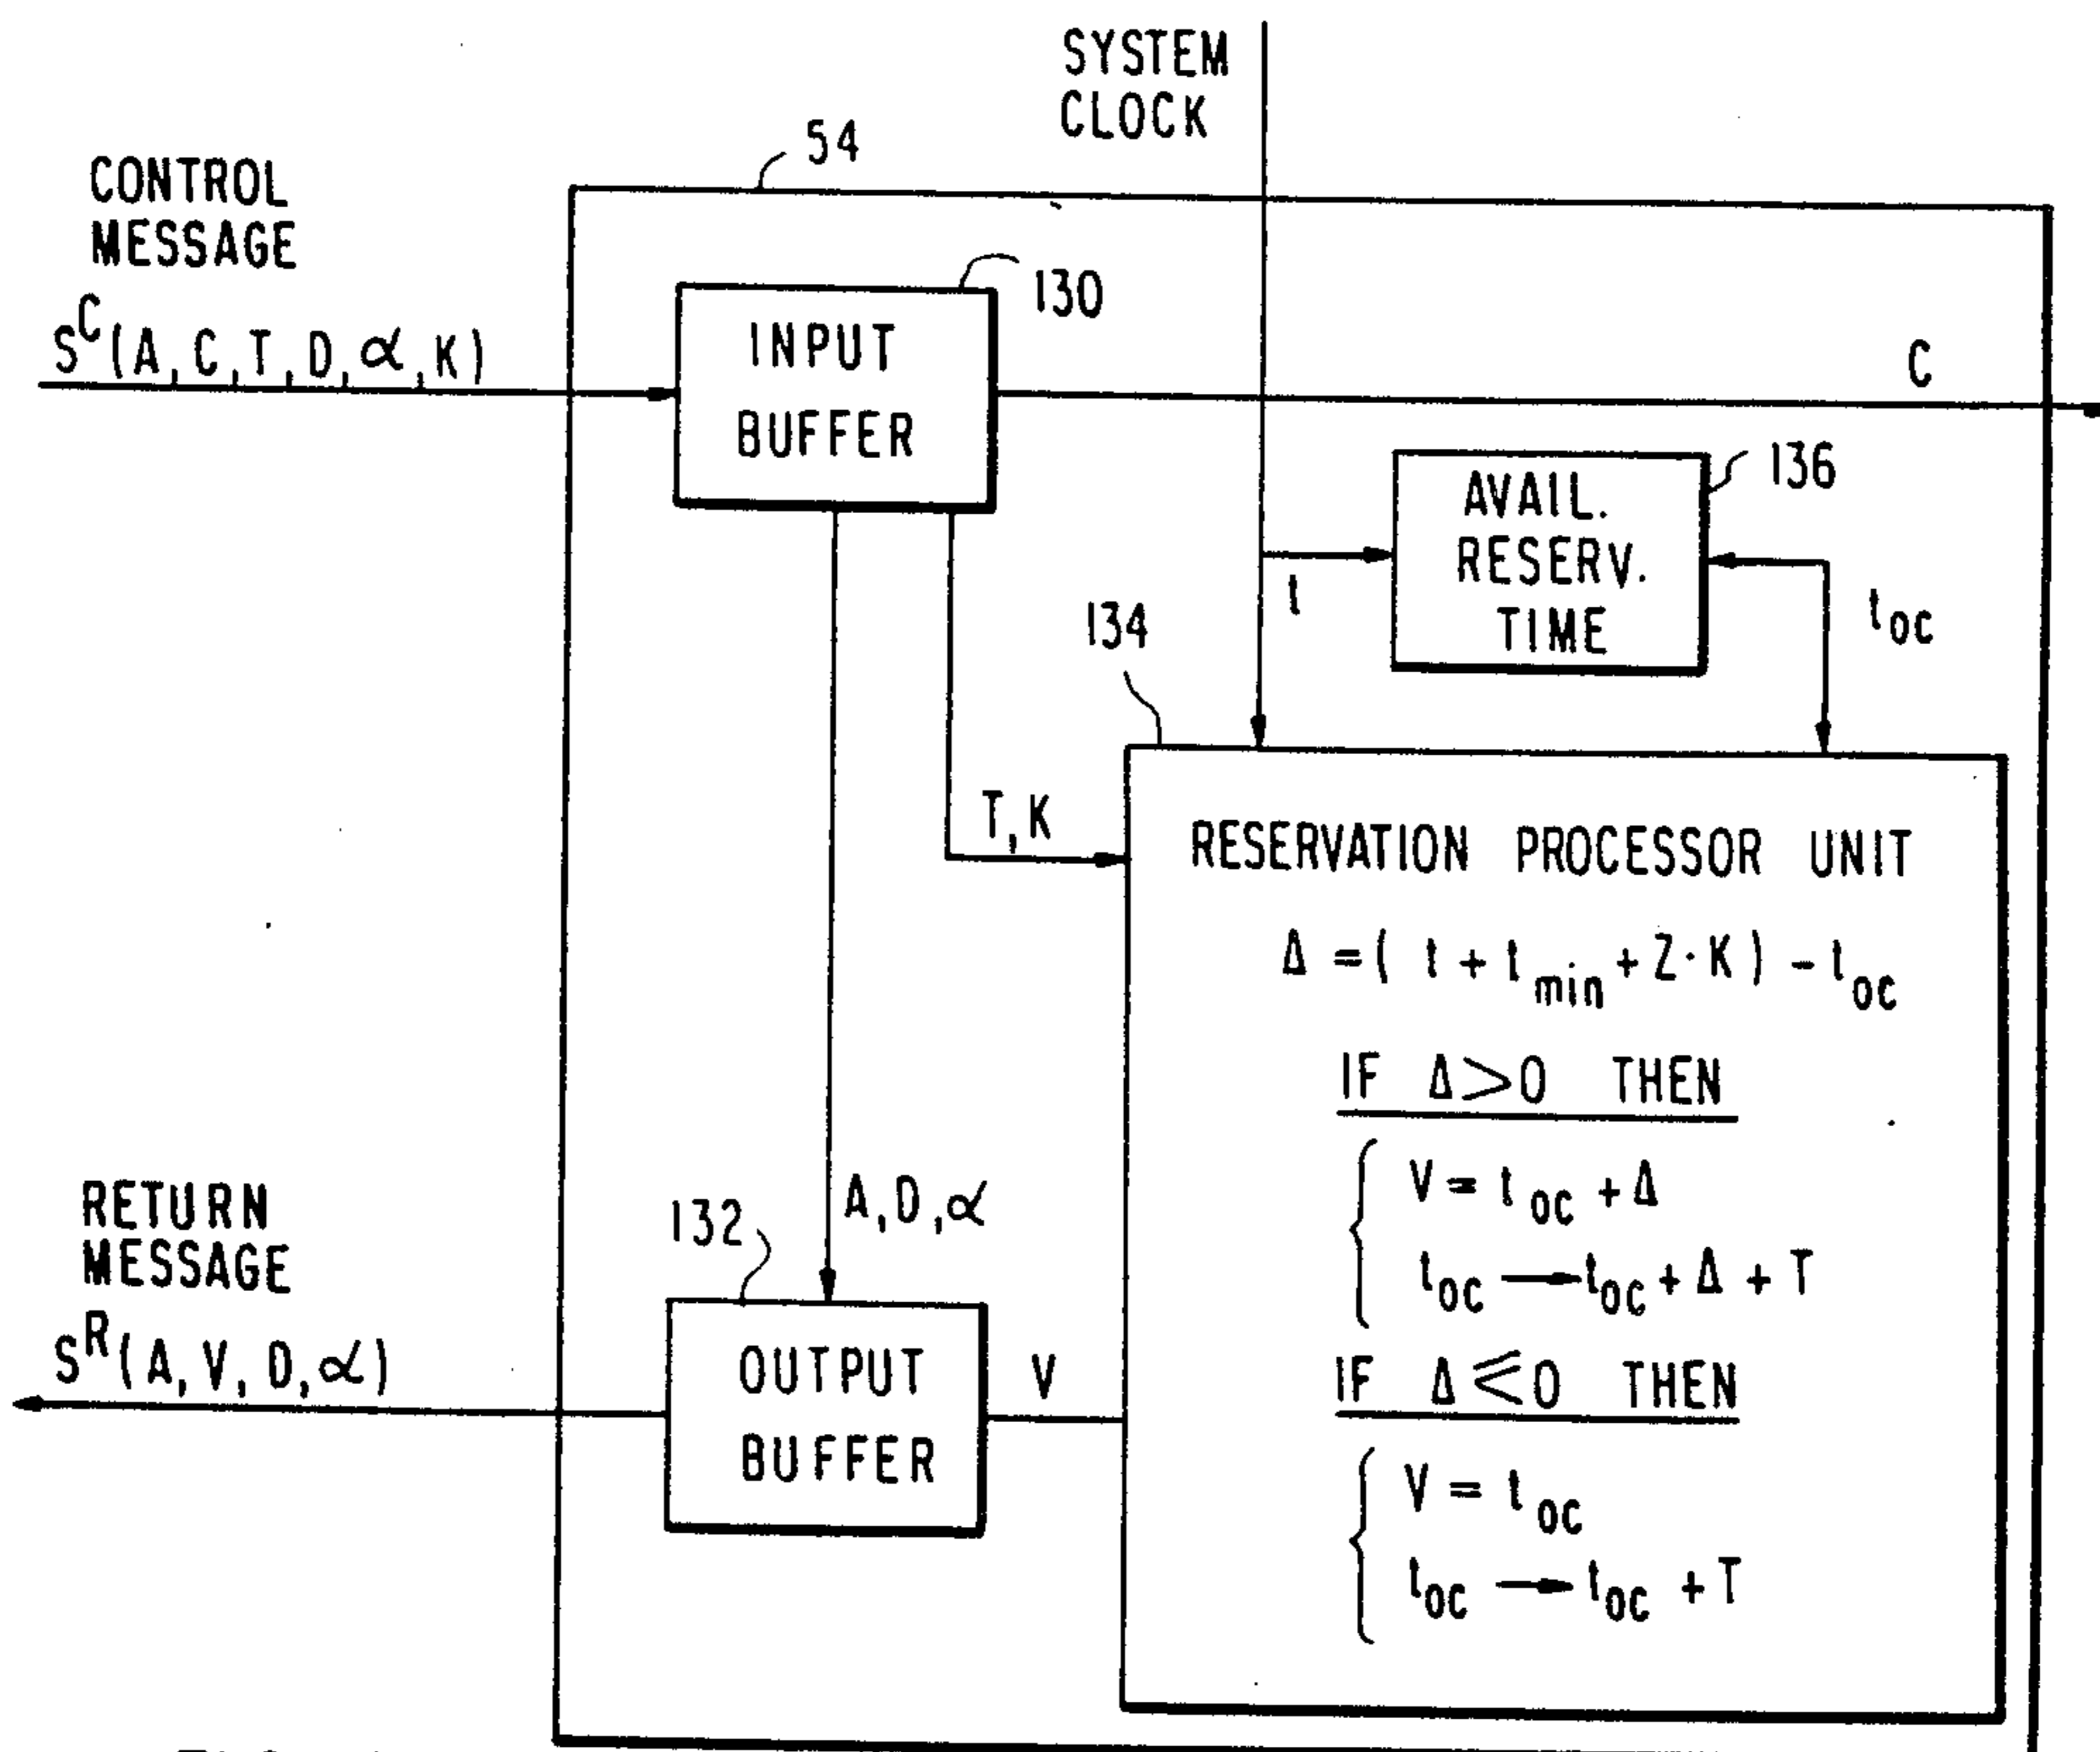 SYSTEM
CLOCK
54
CONTROL
MESSAGE
S^C(A, C, T, D, α, K)
130
INPUT
BUFFER
C
136
AVAIL.
RESERV.
TIME
t
t_oc
134
T, K
RESERVATION PROCESSOR UNIT
Δ = ( t + t_min + Z · K ) - t_oc
IF Δ > 0 THEN
V = t_oc + Δ
t_oc → t_oc + Δ + T
IF Δ ≤ 0 THEN
V = t_oc
t_oc → t_oc + T
A, D, α
RETURN
MESSAGE
S^R(A, V, D, α)
132
OUTPUT
BUFFER
V